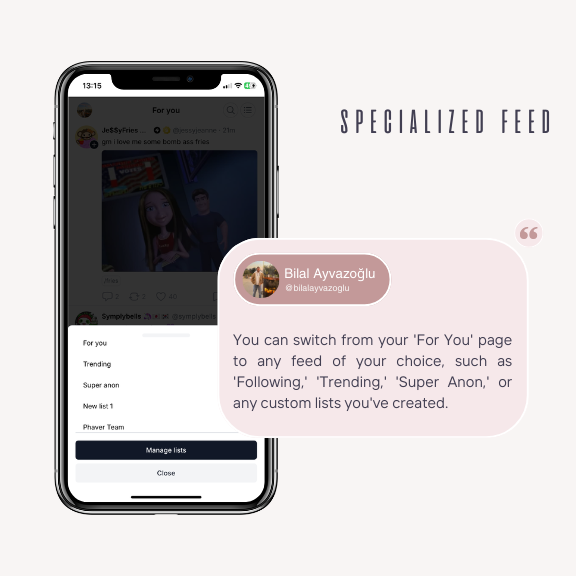 13:15
SPECIALIZED FEED
For you
Je$$yFries ...
· 21m
gm i love me some bomb ass fries
Symplybells
@symplybells
For you
Trending
Super anon
New list 1
Phaver Team
Manage lists
Close
“
Bilal Ayvazoğlu
@bilalayvazoglu
You can switch from your 'For You' page
to any feed of your choice, such as
'Following,' 'Trending,' 'Super Anon,' or
any custom lists you've created.